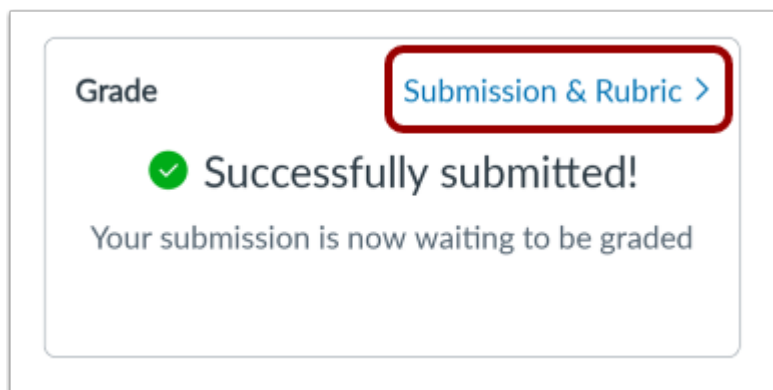 Grade Submission & Rubric >
Successfully submitted!
Your submission is now waiting to be graded